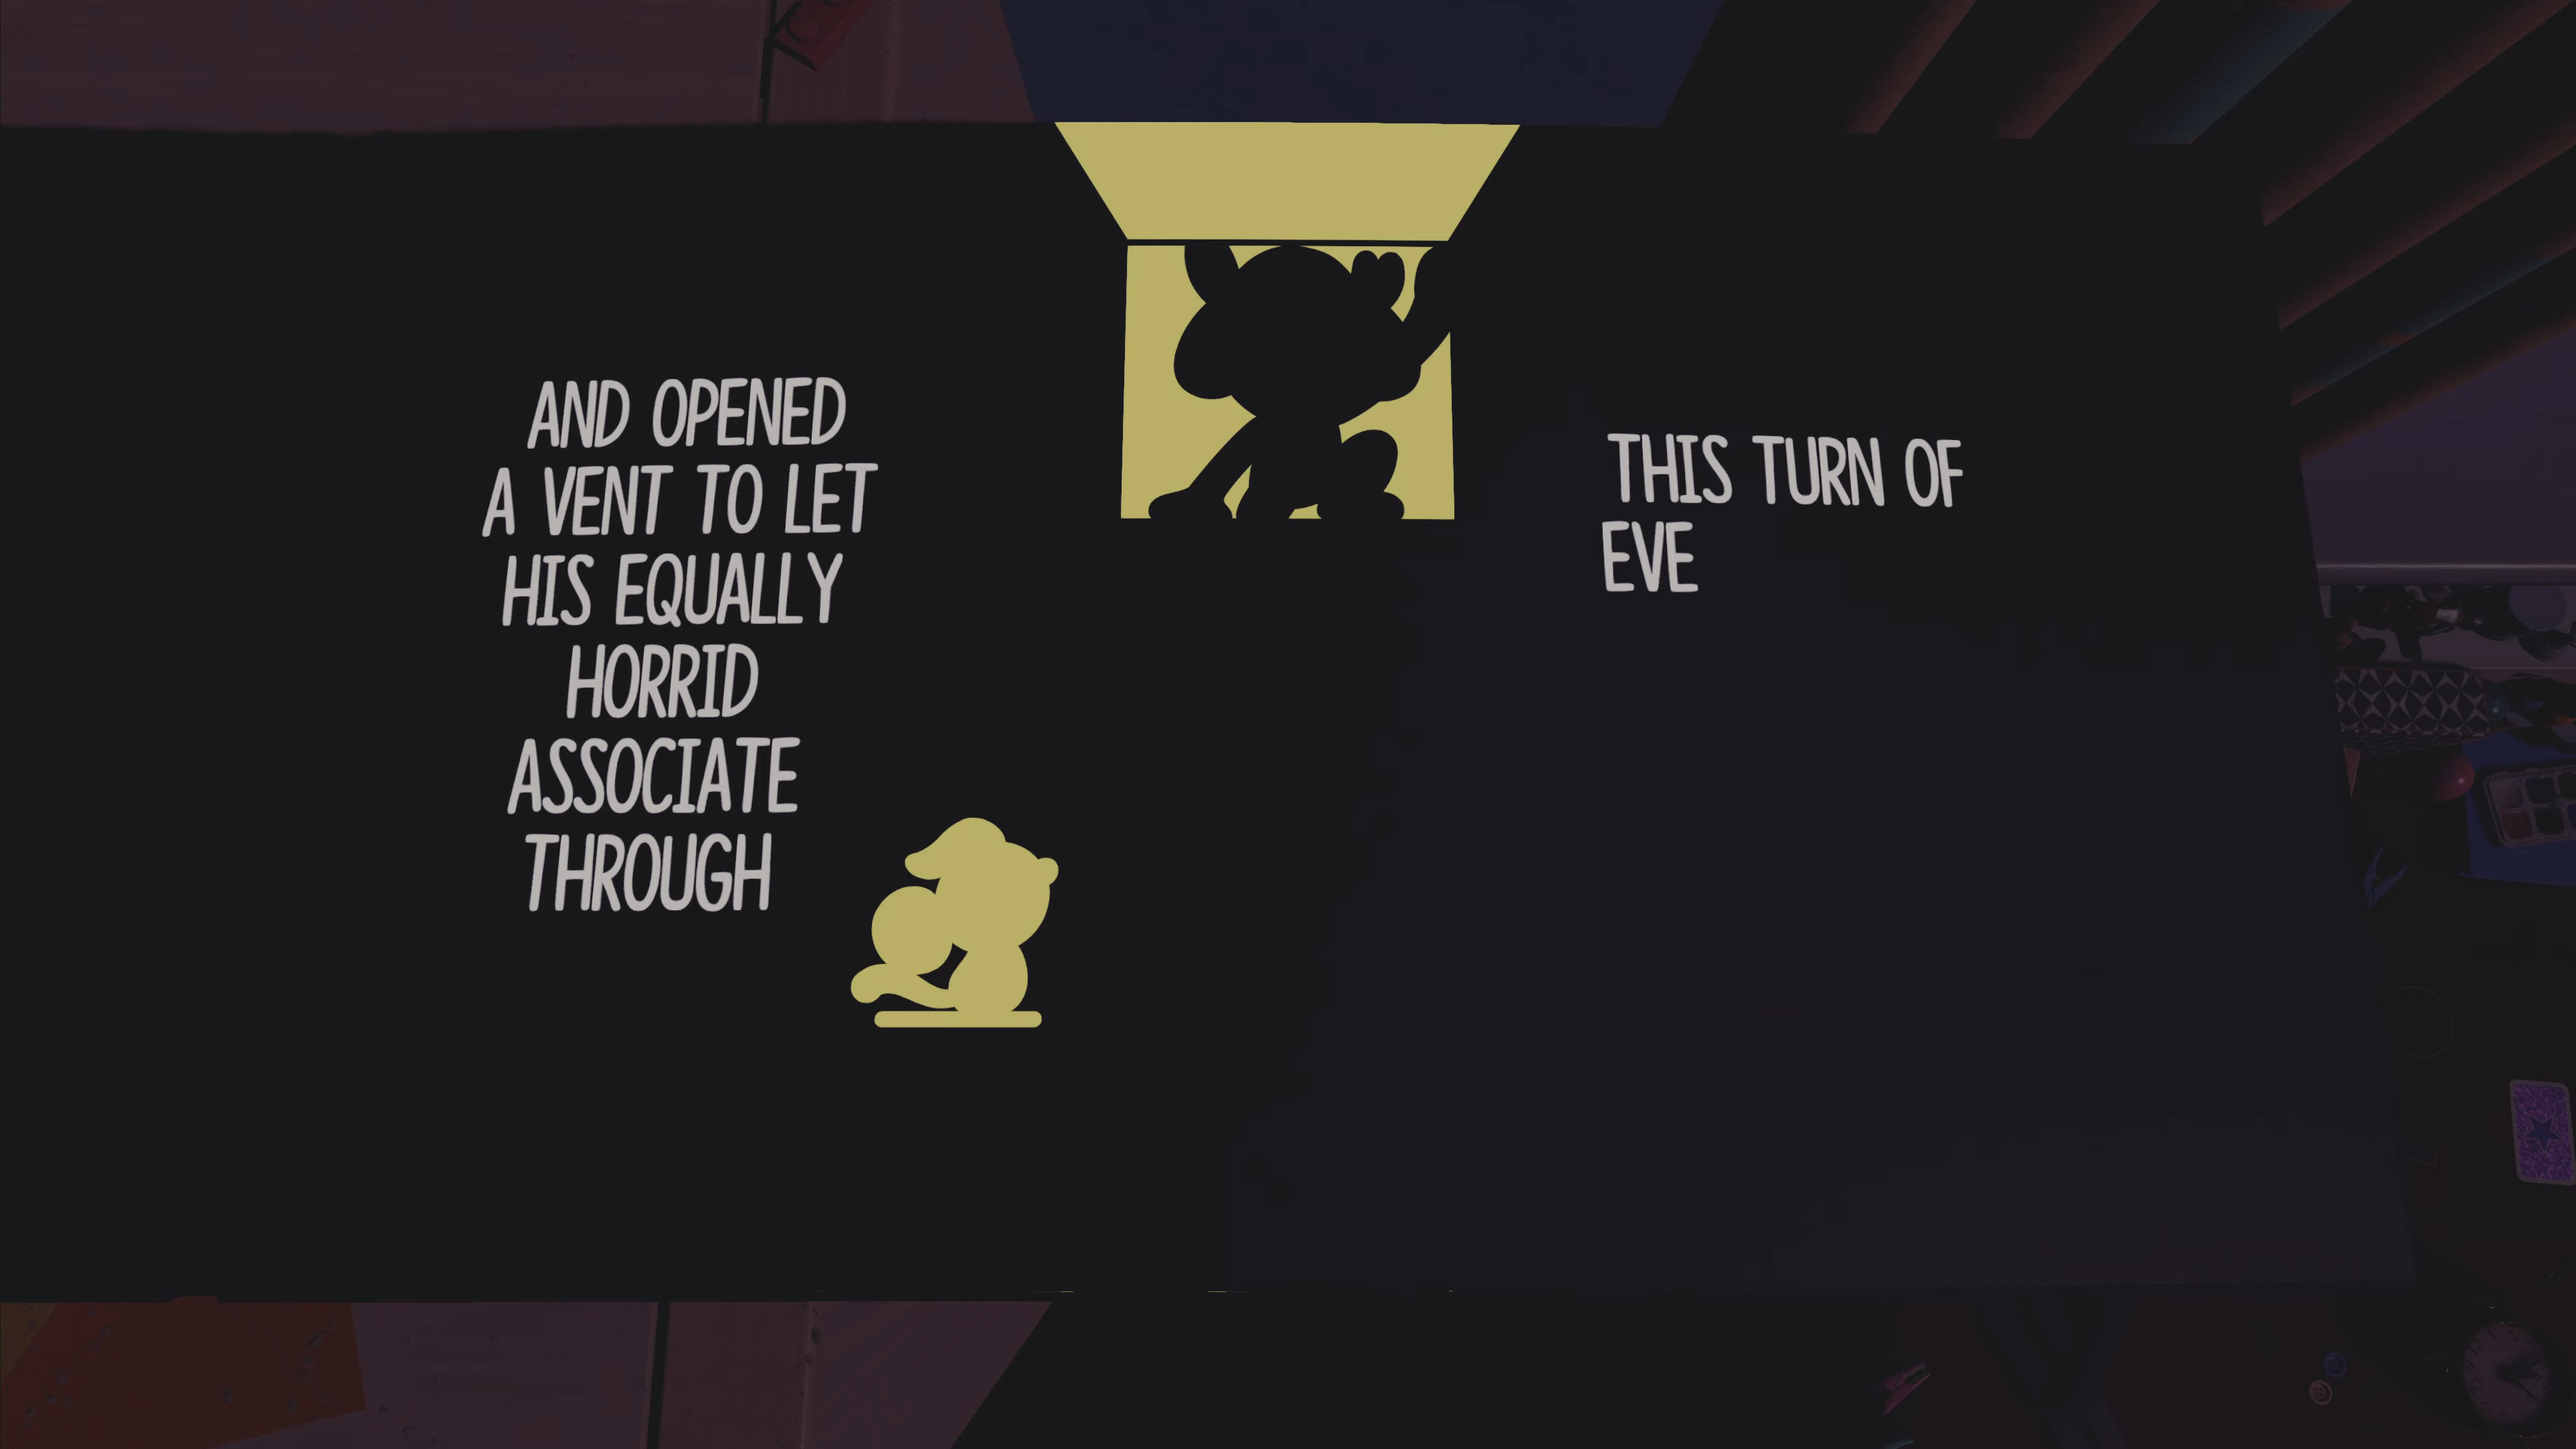 AND OPENED
A VENT TO LET
HIS EQUALLY
HORRID
ASSOCIATE
THROUGH
THIS TURN OF
EVE